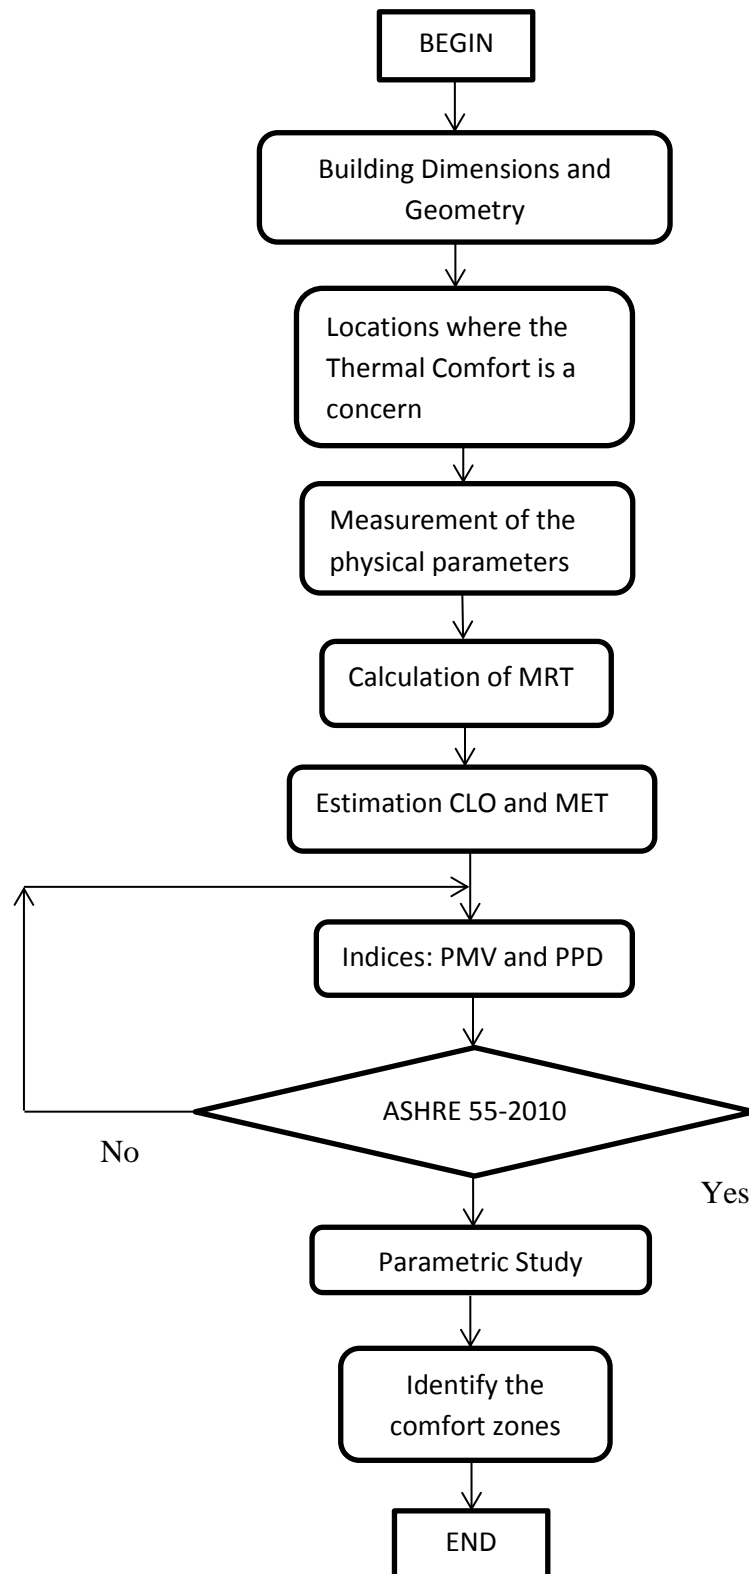 BEGIN
Building Dimensions and
Geometry
Locations where the
Thermal Comfort is a
concern
Measurement of the
physical parameters
Calculation of MRT
Estimation CLO and MET
Indices: PMV and PPD
ASHRE 55-2010
No
Yes
Parametric Study
Identify the
comfort zones
END